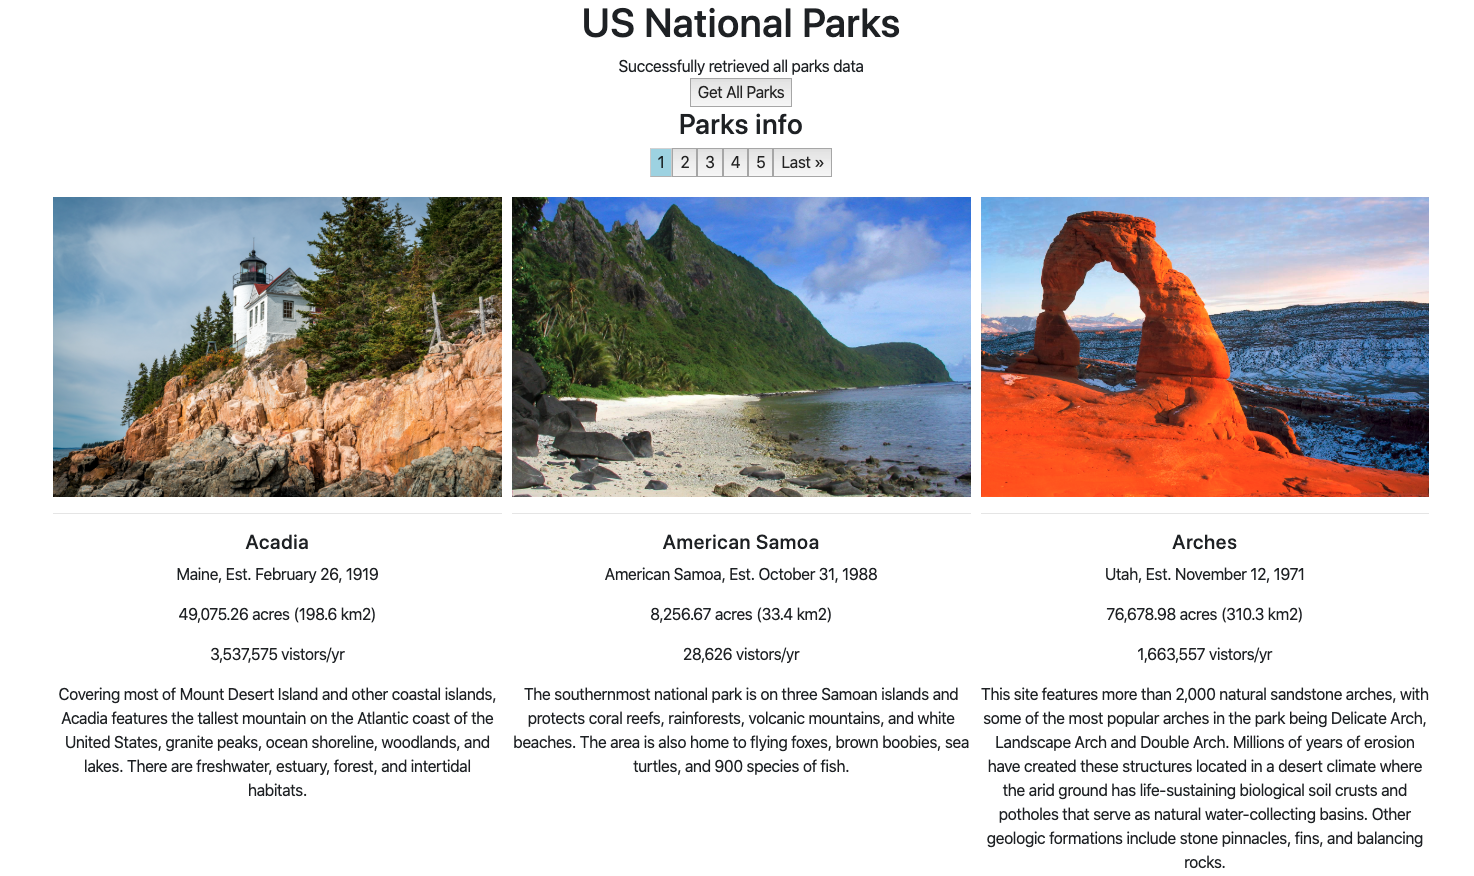 US National Parks
Successfully retrieved all parks data
Get All Parks
Parks info
1 2 3 4 5 Last »
Acadia
Maine, Est. February 26, 1919
49,075.26 acres (198.6 km2)
3,537,575 vistors/yr
Covering most of Mount Desert Island and other coastal islands,
Acadia features the tallest mountain on the Atlantic coast of the
United States, granite peaks, ocean shoreline, woodlands, and
lakes. There are freshwater, estuary, forest, and intertidal
habitats.
American Samoa
American Samoa, Est. October 31, 1988
8,256.67 acres (33.4 km2)
28,626 vistors/yr
The southernmost national park is on three Samoan islands and
protects coral reefs, rainforests, volcanic mountains, and white
beaches. The area is also home to flying foxes, brown boobies, sea
turtles, and 900 species of fish.
Arches
Utah, Est. November 12, 1971
76,678.98 acres (310.3 km2)
1,663,557 vistors/yr
This site features more than 2,000 natural sandstone arches, with
some of the most popular arches in the park being Delicate Arch,
Landscape Arch and Double Arch. Millions of years of erosion
have created these structures located in a desert climate where
the arid ground has life-sustaining biological soil crusts and
potholes that serve as natural water-collecting basins. Other
geologic formations include stone pinnacles, fins, and balancing
rocks.